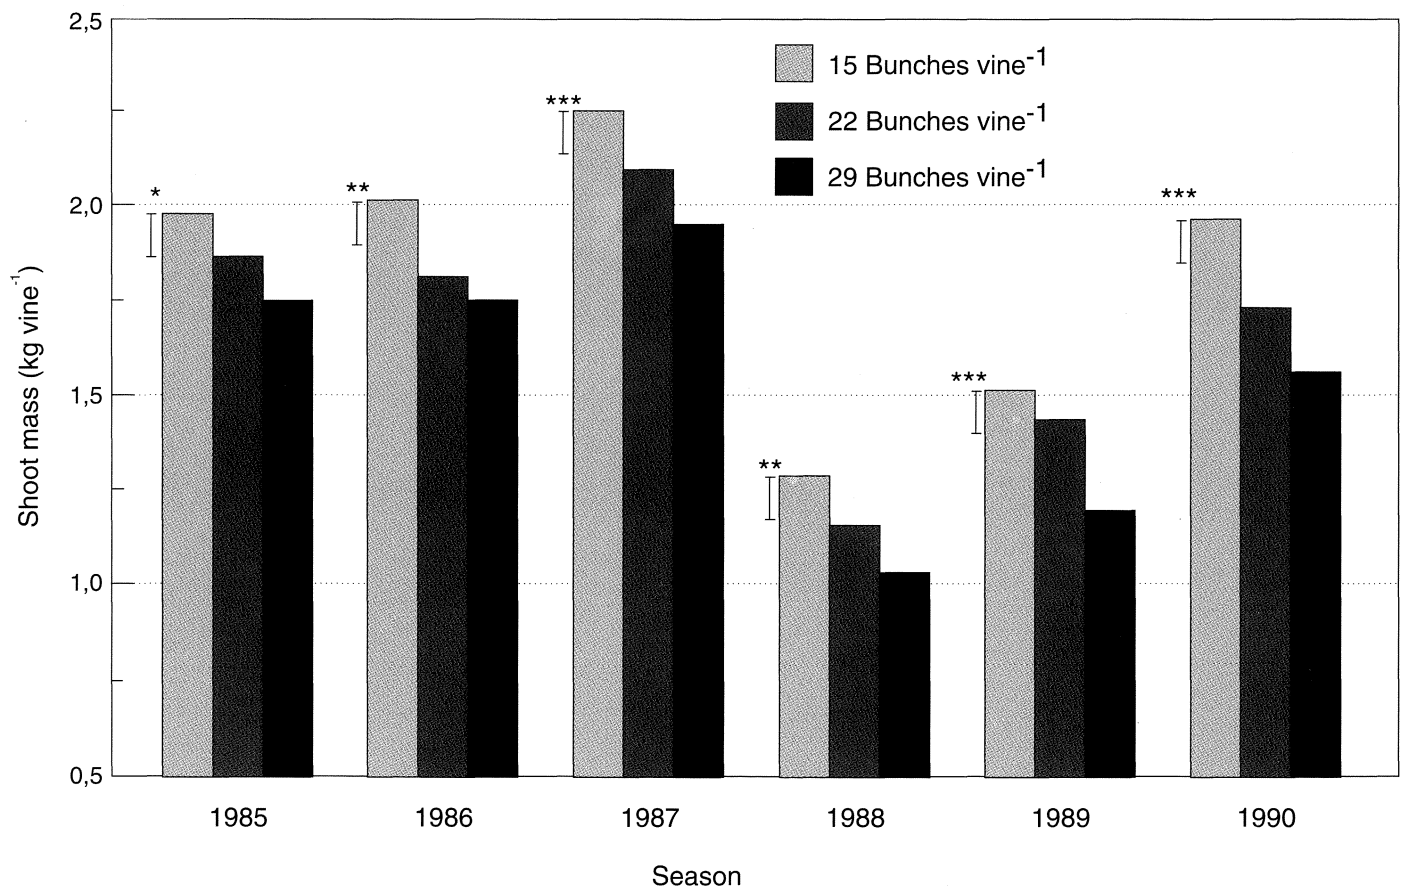 2,5
15 Bunches vine⁻¹
22 Bunches vine⁻¹
29 Bunches vine⁻¹
* ** *** ** *** ***
2,0
1,5
1,0
0,5
Shoot mass (kg vine⁻¹)
1985 1986 1987 1988 1989 1990
Season